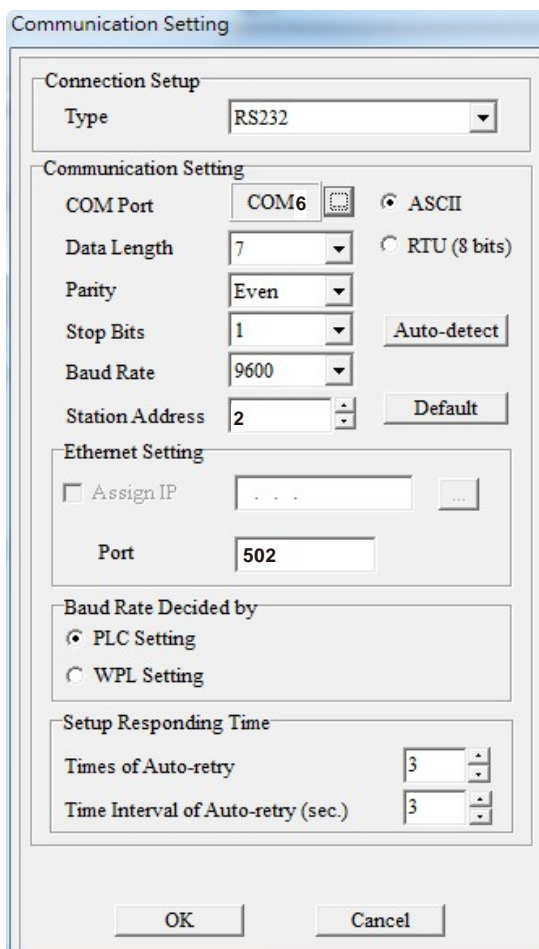 Communication Setting
Connection Setup
Type RS232
Communication Setting
COM Port COM6 ASCII
Data Length 7 RTU (8 bits)
Parity Even
Stop Bits 1 Auto-detect
Baud Rate 9600
Station Address 2 Default
Ethernet Setting
Assign IP . . . ...
Port 502
Baud Rate Decided by
PLC Setting
WPL Setting
Setup Responding Time
Times of Auto-retry 3
Time Interval of Auto-retry (sec.) 3
OK Cancel